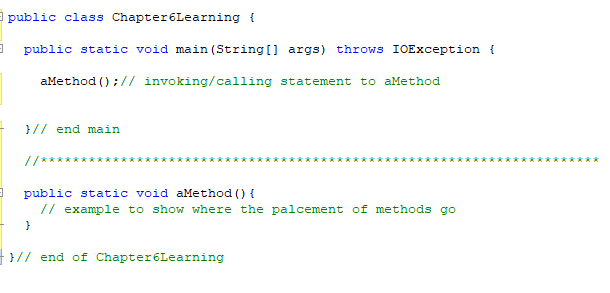 public class Chapter6Learning {
public static void main(String[] args) throws IOException {
aMethod();// invoking/calling statement to aMethod
}// end main
//**********************************************************************
public static void aMethod(){
// example to show where the palcement of methods go
}
}// end of Chapter6Learning